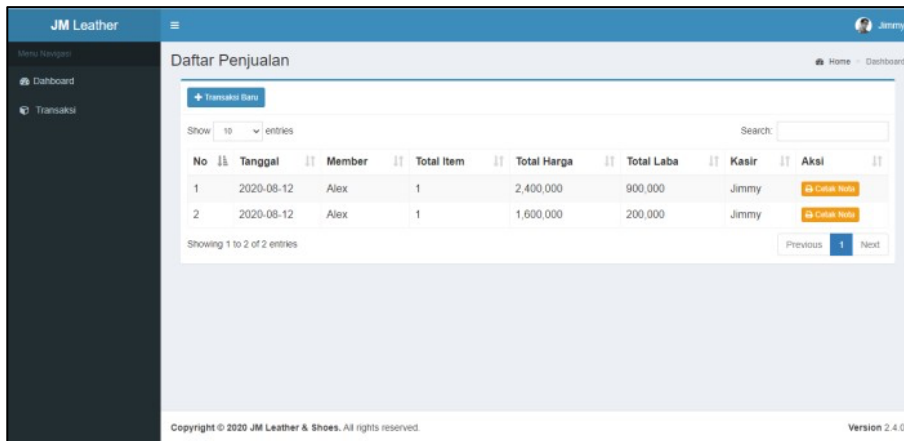 JM Leather
Jimmy
Menu Navigasi
Daftar Penjualan
Home
Dashboard
Dahboard
Transaksi
+ Transaksi Baru
Show 10 entries
Search:
No Tanggal Member Total Item Total Harga Total Laba Kasir Aksi
1 2020-08-12 Alex 1 2,400,000 900,000 Jimmy Cetak Nota
2 2020-08-12 Alex 1 1,600,000 200,000 Jimmy Cetak Nota
Showing 1 to 2 of 2 entries
Previous 1 Next
Copyright © 2020 JM Leather & Shoes. All rights reserved.
Version 2.4.0